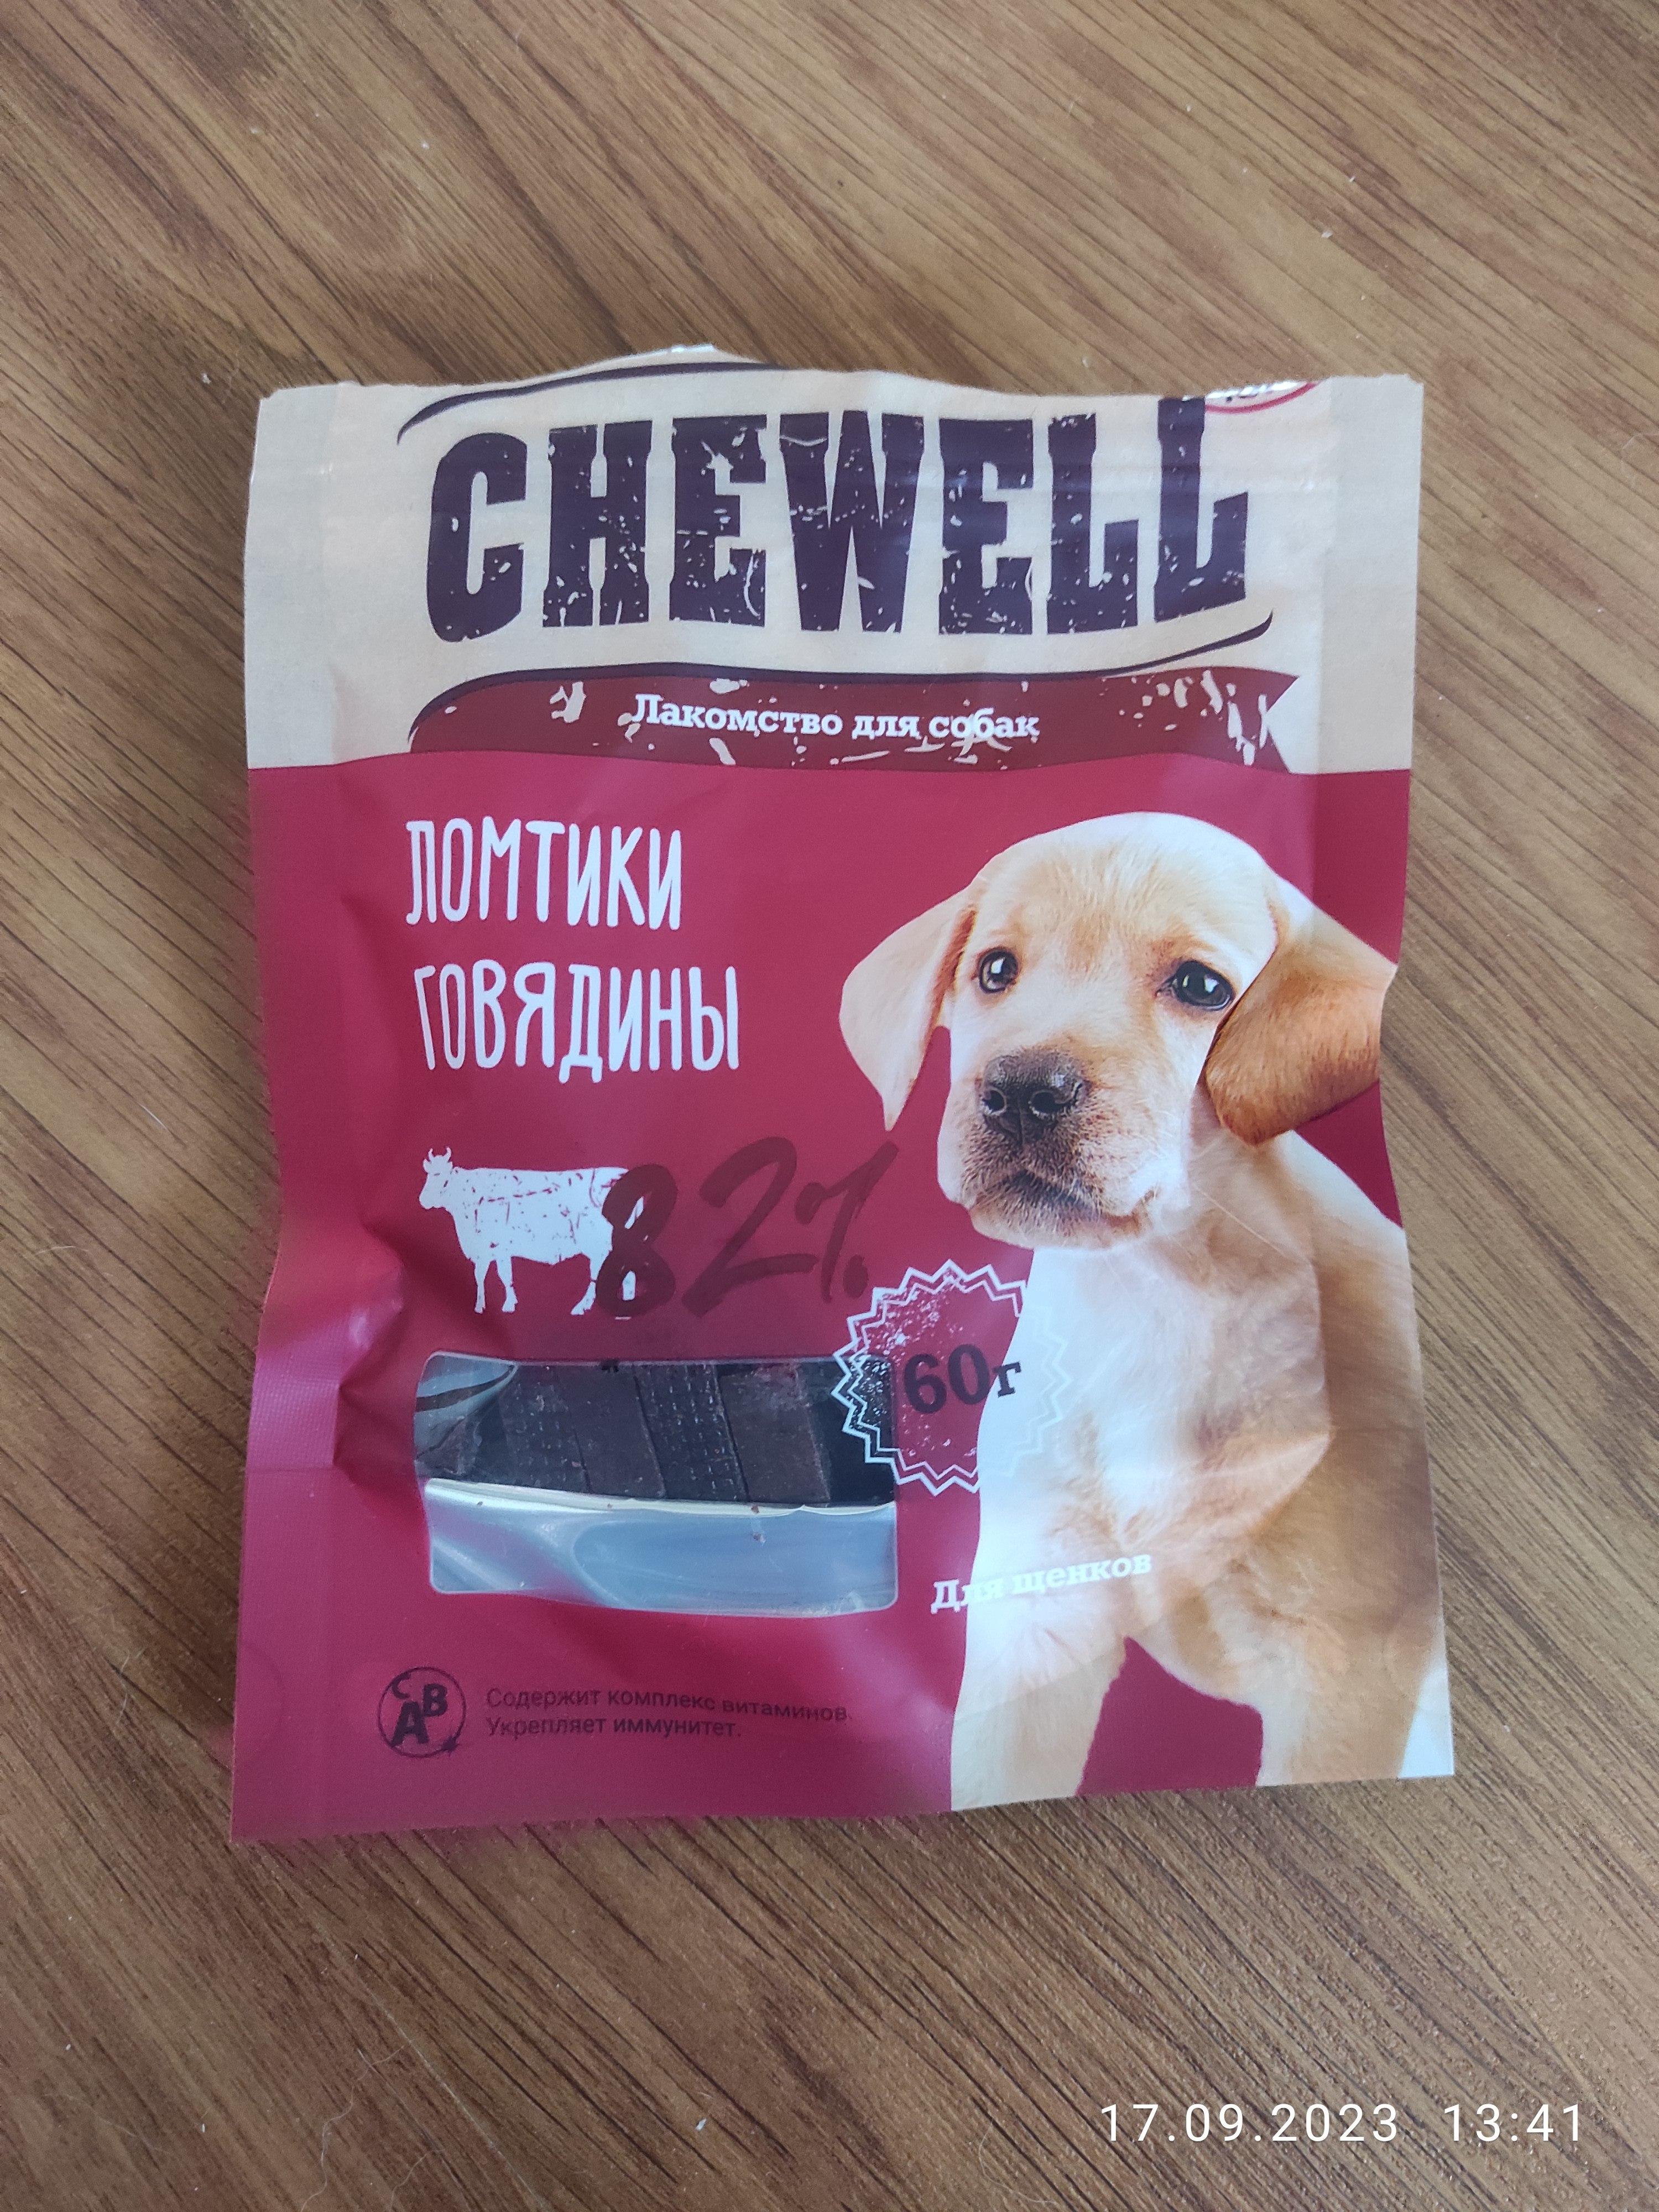 CHEWELL
Лакомство для собак
ЛОМТИКИ
ГОВЯДИНЫ
82%
60г
Для щенков
C
A B
Содержит комплекс витаминов.
Укрепляет иммунитет.
17.09.2023 13:41